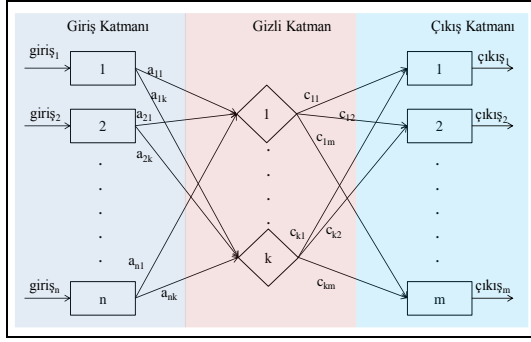 Giriş Katmanı
Gizli Katman
Çıkış Katmanı
giriş₁
1
a₁₁
a₁ₖ
giriş₂
2
a₂₁
a₂ₖ
girişₙ
n
aₙ₁
aₙₖ
1
k
c₁₁
c₁₂
c₁ₘ
cₖ₁
cₖ₂
cₖₘ
1
çıkış₁
2
çıkış₂
m
çıkışₘ